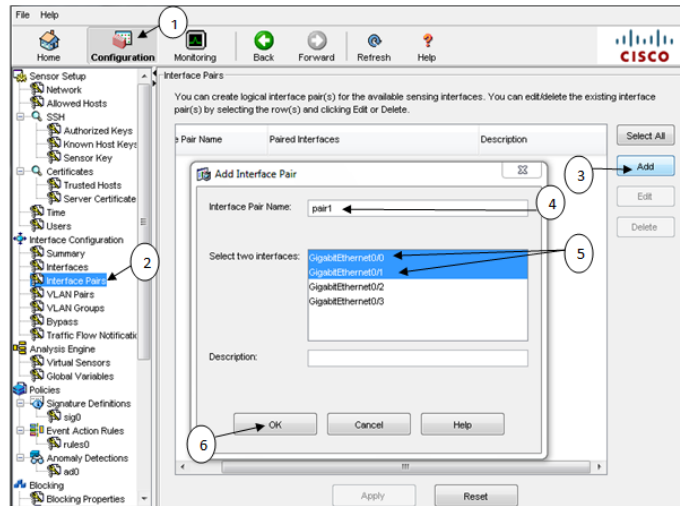 File Help
1
Home Configuration Monitoring Back Forward Refresh Help
CISCO
Sensor Setup
Network
Allowed Hosts
SSH
Authorized Keys
Known Host Keys
Sensor Key
Certificates
Trusted Hosts
Server Certificate
Time
Users
Interface Configuration
Summary
Interfaces
Interface Pairs
2
VLAN Pairs
VLAN Groups
Bypass
Traffic Flow Notificatic
Analysis Engine
Virtual Sensors
Global Variables
Policies
Signature Definitions
sig0
Event Action Rules
rules0
Anomaly Detections
ad0
Blocking
Blocking Properties
Interface Pairs
You can create logical interface pair(s) for the available sensing interfaces. You can edit/delete the existing interface
pair(s) by selecting the row(s) and clicking Edit or Delete.
e Pair Name Paired Interfaces Description
Select All
3
Add
Edit
Delete
Add Interface Pair
Interface Pair Name: pair1
4
Select two interfaces:
GigabitEthernet0/0
GigabitEthernet0/1
5
GigabitEthernet0/2
GigabitEthernet0/3
Description:
OK Cancel Help
6
Apply Reset